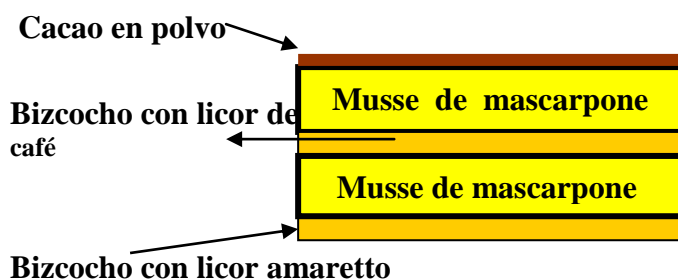 Cacao en polvo
Musse de mascarpone
Bizcocho con licor de
café
Musse de mascarpone
Bizcocho con licor amaretto